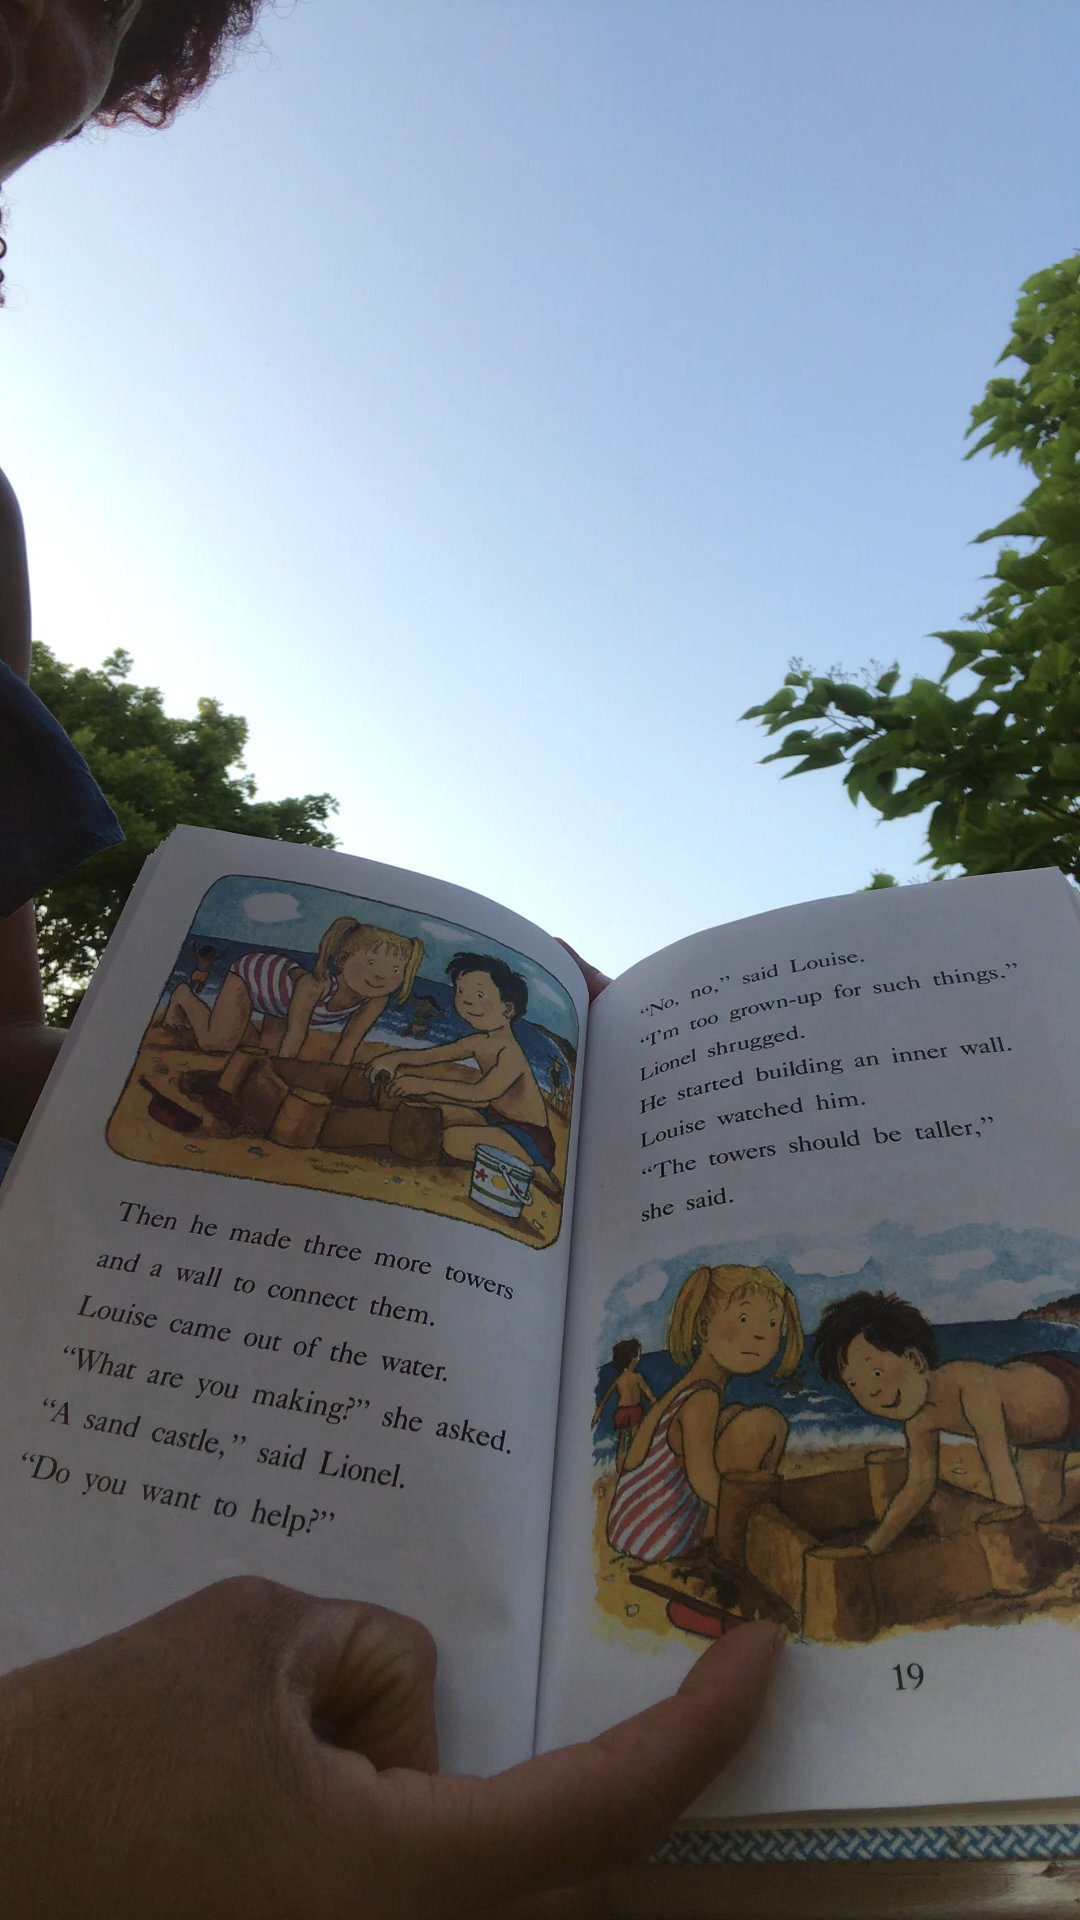 Then he made three more towers
and a wall to connect them.
Louise came out of the water.
“What are you making?” she asked.
“A sand castle,” said Lionel.
“Do you want to help?”
“No, no,” said Louise.
“I’m too grown-up for such things.”
Lionel shrugged.
He started building an inner wall.
Louise watched him.
“The towers should be taller,”
she said.
19